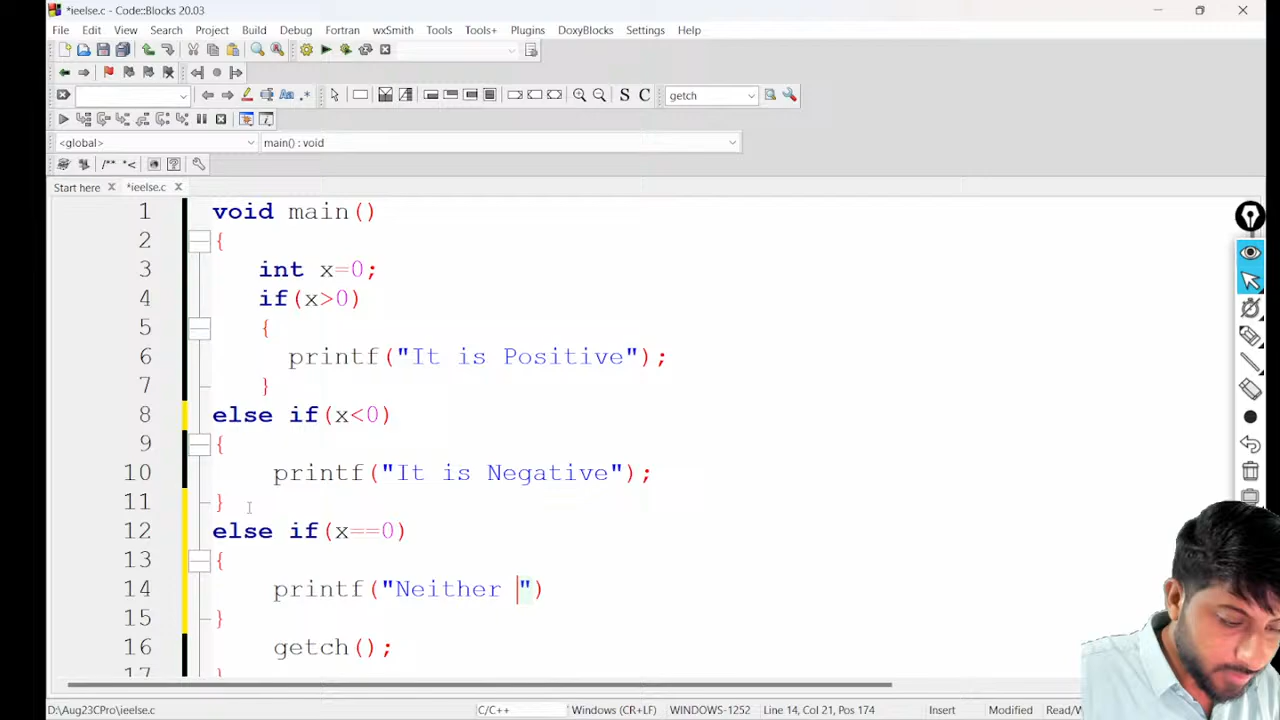 *ieelse.c - Code::Blocks 20.03
File Edit View Search Project Build Debug Fortran wxSmith Tools Tools+ Plugins DoxyBlocks Settings Help
S C getch
<global> main() : void
/** *<
Start here *ieelse.c
1 void main()
2 {
3 int x=0;
4 if(x>0)
5 {
6 printf("It is Positive");
7 }
8 else if(x<0)
9 {
10 printf("It is Negative");
11 }
12 else if(x==0)
13 {
14 printf("Neither ")
15 }
16 getch();
17 }
D:\Aug23CPro\ieelse.c C/C++ Windows (CR+LF) WINDOWS-1252 Line 14, Col 21, Pos 174 Insert Modified Read/W